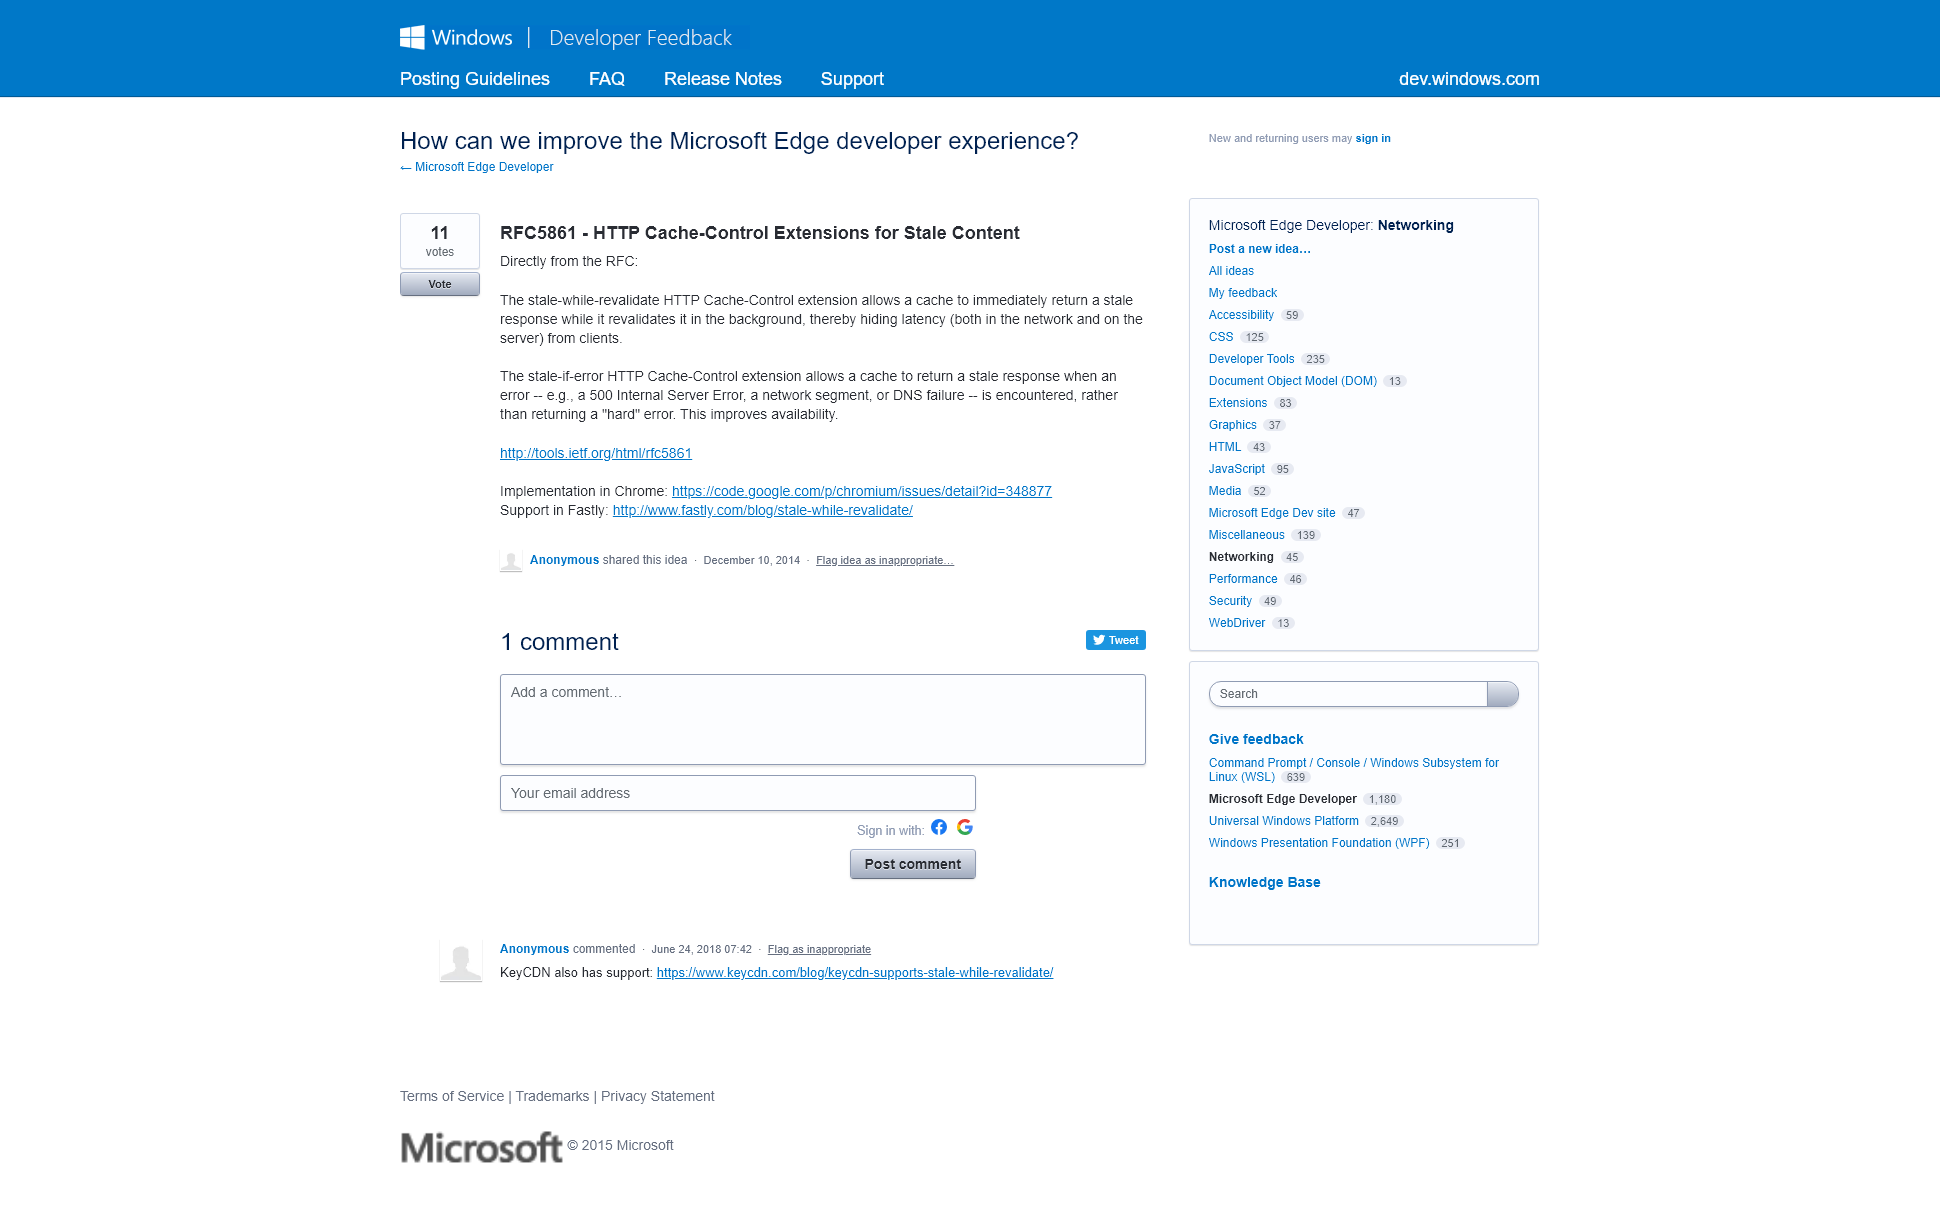 Windows | Developer Feedback
Posting Guidelines FAQ Release Notes Support dev.windows.com
How can we improve the Microsoft Edge developer experience?
← Microsoft Edge Developer
New and returning users may sign in
11
votes
Vote
RFC5861 - HTTP Cache-Control Extensions for Stale Content
Directly from the RFC:
The stale-while-revalidate HTTP Cache-Control extension allows a cache to immediately return a stale
response while it revalidates it in the background, thereby hiding latency (both in the network and on the
server) from clients.
The stale-if-error HTTP Cache-Control extension allows a cache to return a stale response when an
error -- e.g., a 500 Internal Server Error, a network segment, or DNS failure -- is encountered, rather
than returning a "hard" error. This improves availability.
http://tools.ietf.org/html/rfc5861
Implementation in Chrome: https://code.google.com/p/chromium/issues/detail?id=348877
Support in Fastly: http://www.fastly.com/blog/stale-while-revalidate/
Anonymous shared this idea · December 10, 2014 · Flag idea as inappropriate…
1 comment
Tweet
Add a comment…
Your email address
Sign in with:
Post comment
Anonymous commented · June 24, 2018 07:42 · Flag as inappropriate
KeyCDN also has support: https://www.keycdn.com/blog/keycdn-supports-stale-while-revalidate/
Microsoft Edge Developer: Networking
Post a new idea…
All ideas
My feedback
Accessibility 59
CSS 125
Developer Tools 235
Document Object Model (DOM) 13
Extensions 83
Graphics 37
HTML 43
JavaScript 95
Media 52
Microsoft Edge Dev site 47
Miscellaneous 139
Networking 45
Performance 46
Security 49
WebDriver 13
Search
Give feedback
Command Prompt / Console / Windows Subsystem for
Linux (WSL) 639
Microsoft Edge Developer 1,180
Universal Windows Platform 2,649
Windows Presentation Foundation (WPF) 251
Knowledge Base
Terms of Service | Trademarks | Privacy Statement
Microsoft © 2015 Microsoft